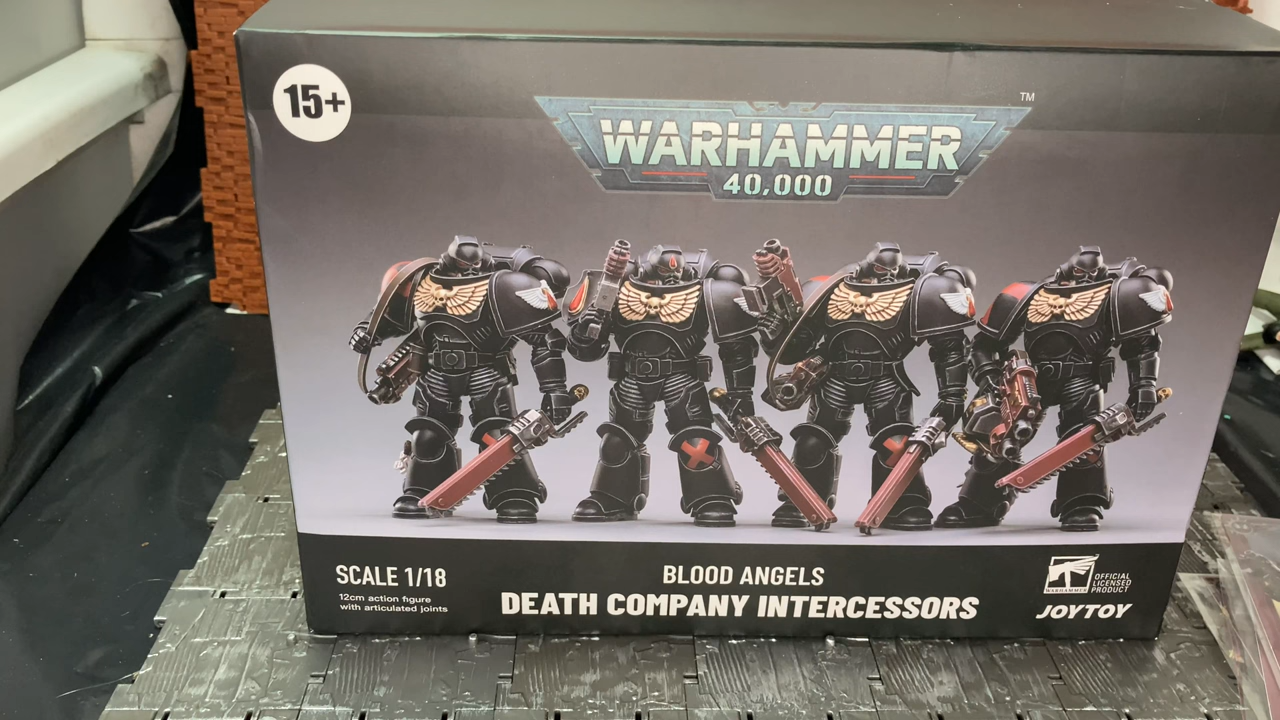 15+
WARHAMMER
TM
40,000
SCALE 1/18
12cm action figure
with articulated joints
BLOOD ANGELS
DEATH COMPANY INTERCESSORS
WARHAMMER
OFFICIAL
LICENSED
PRODUCT
JOYTOY